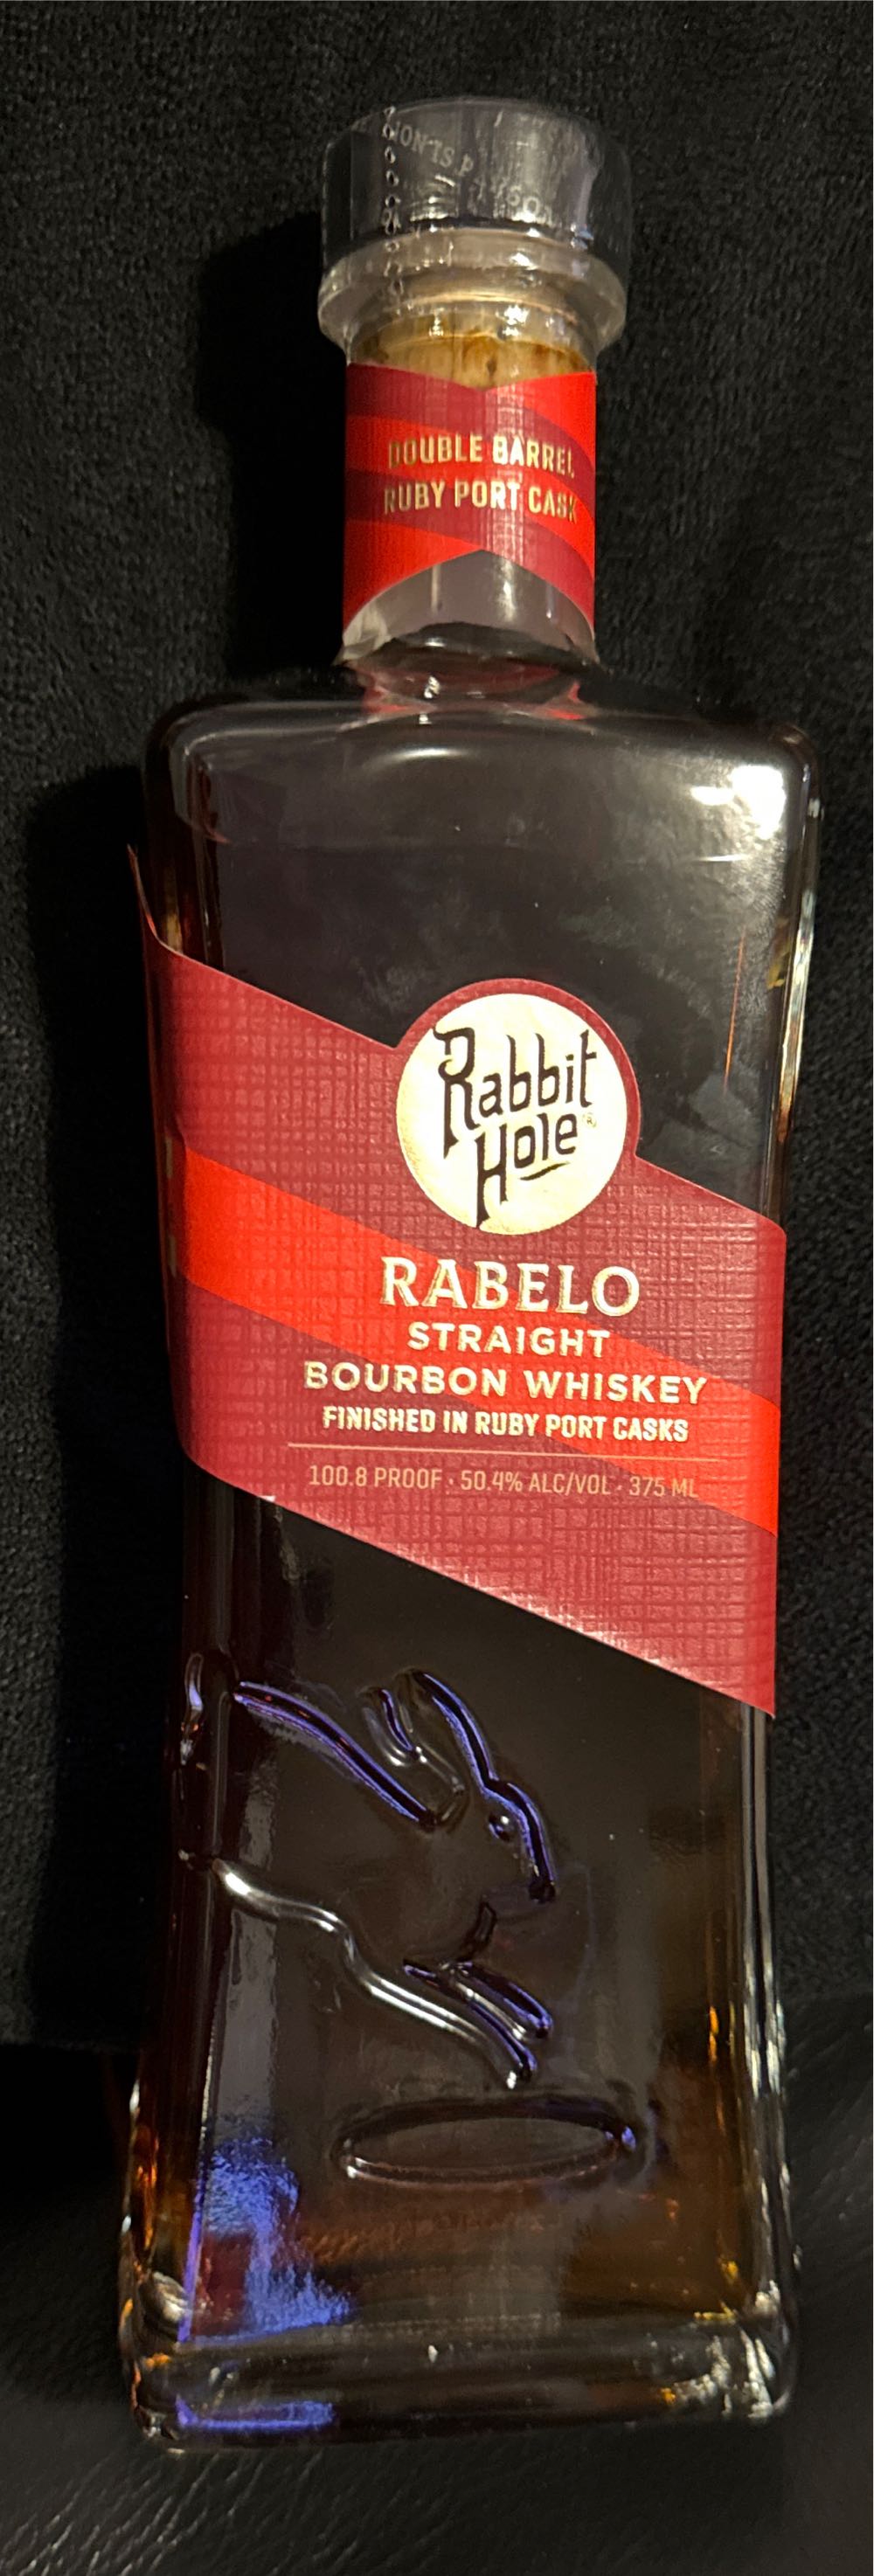 DOUBLE BARREL
RUBY PORT CASK
Rabbit
Hole®
RABELO
STRAIGHT
BOURBON WHISKEY
FINISHED IN RUBY PORT CASKS
100.8 PROOF · 50.4% ALC/VOL · 375 ML